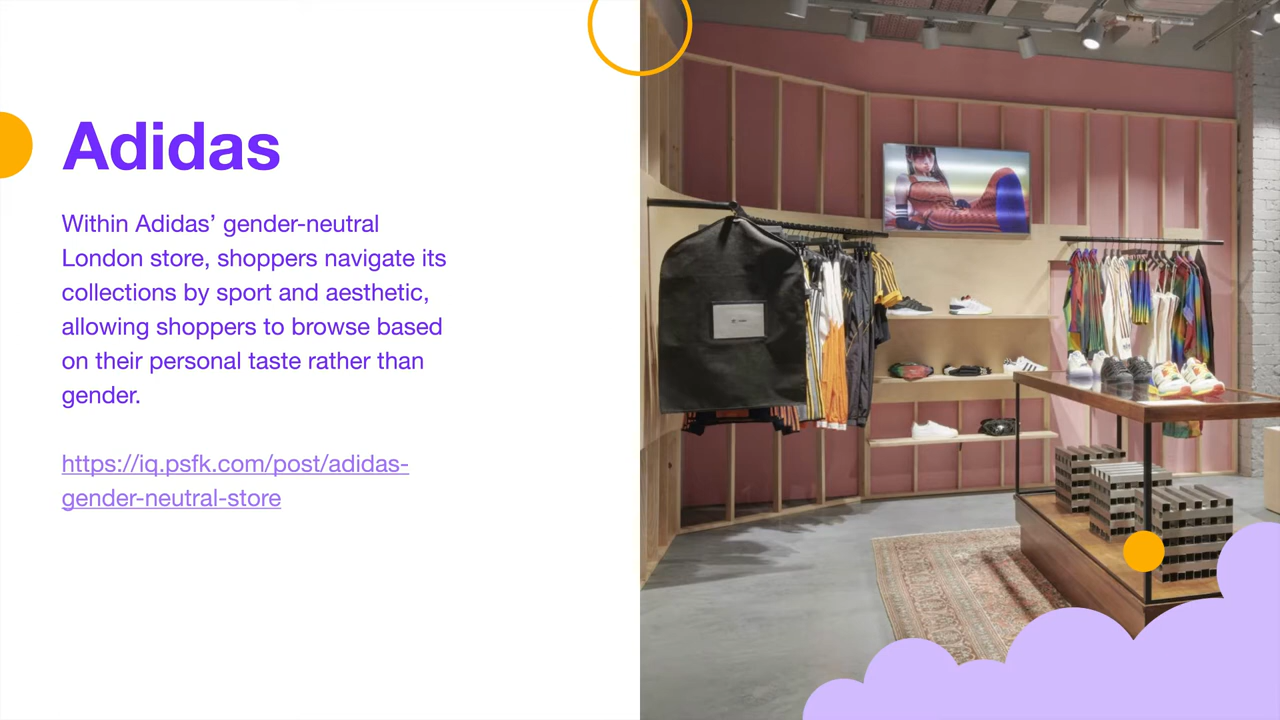 Adidas
Within Adidas’ gender-neutral
London store, shoppers navigate its
collections by sport and aesthetic,
allowing shoppers to browse based
on their personal taste rather than
gender.
https://iq.psfk.com/post/adidas-
gender-neutral-store